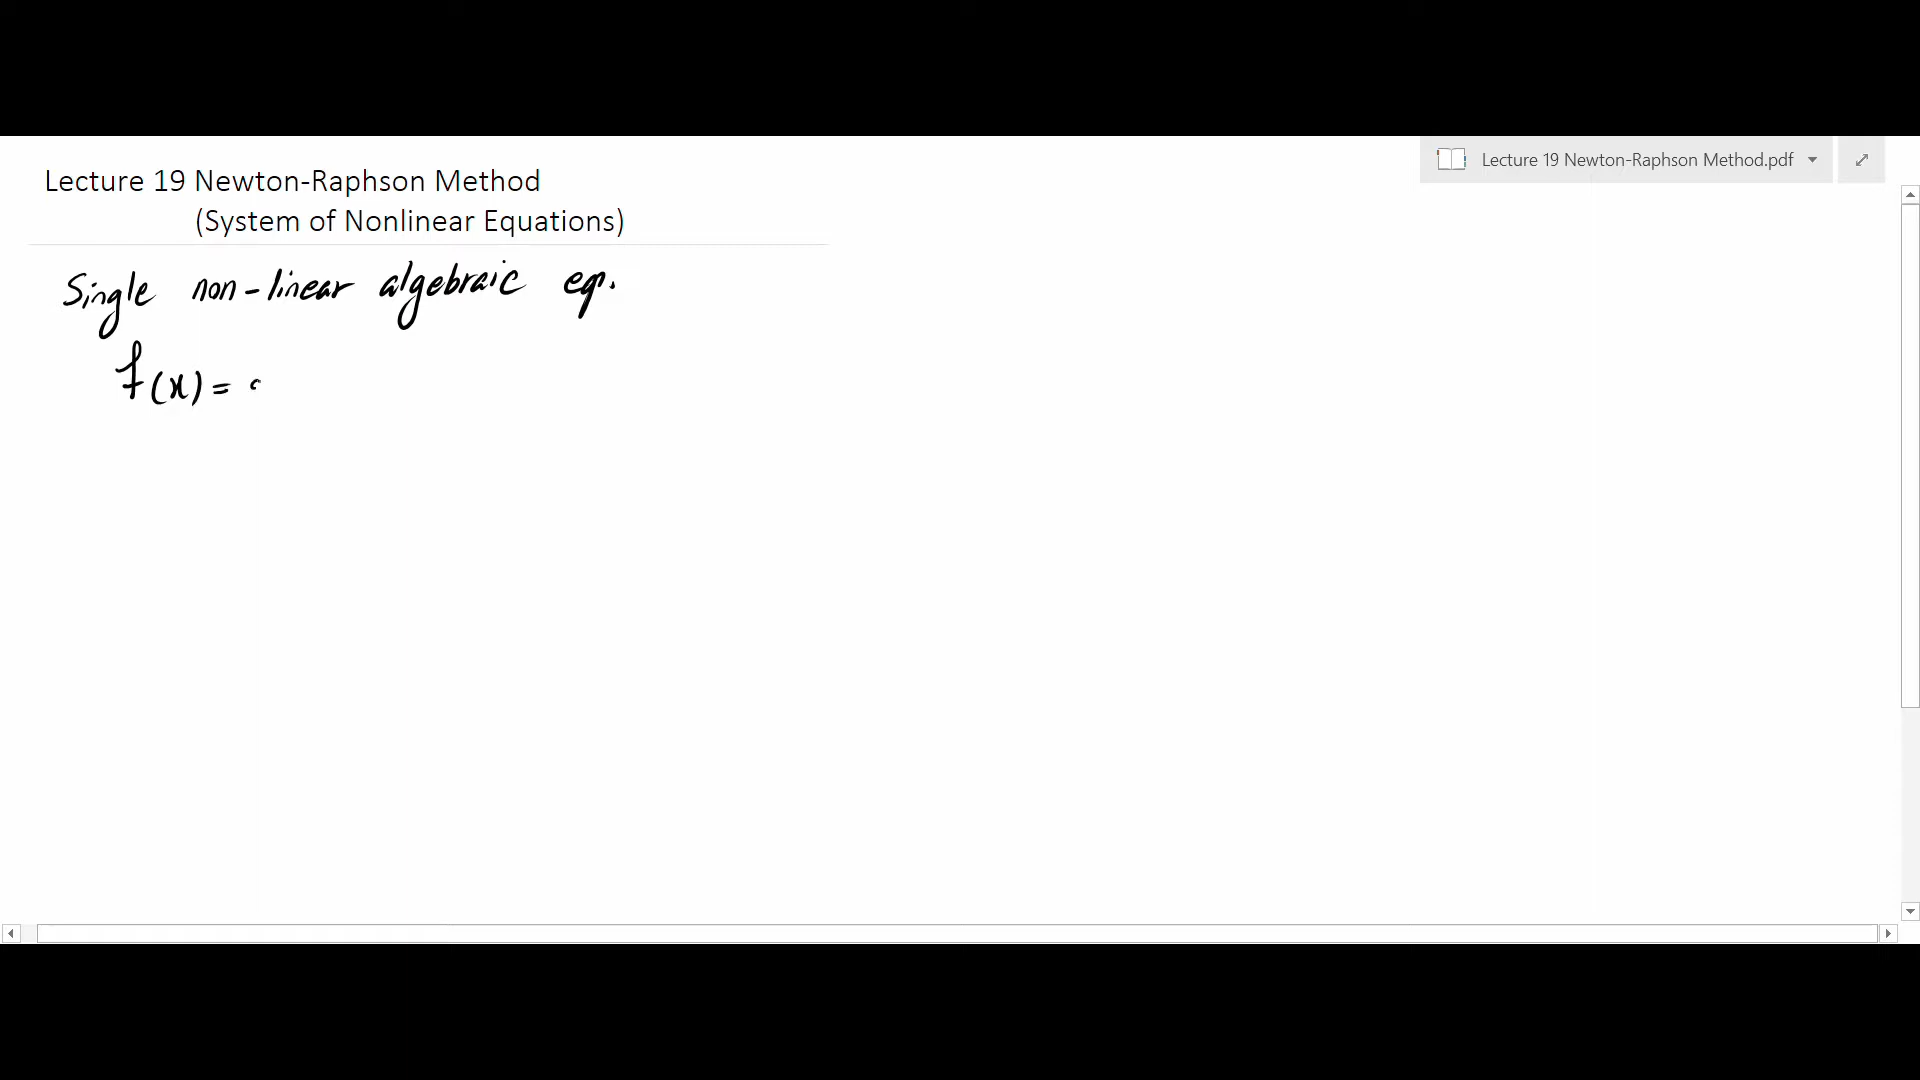 Lecture 19 Newton-Raphson Method.pdf
Lecture 19 Newton-Raphson Method
(System of Nonlinear Equations)
Single non-linear algebraic eqn.
f(x) =